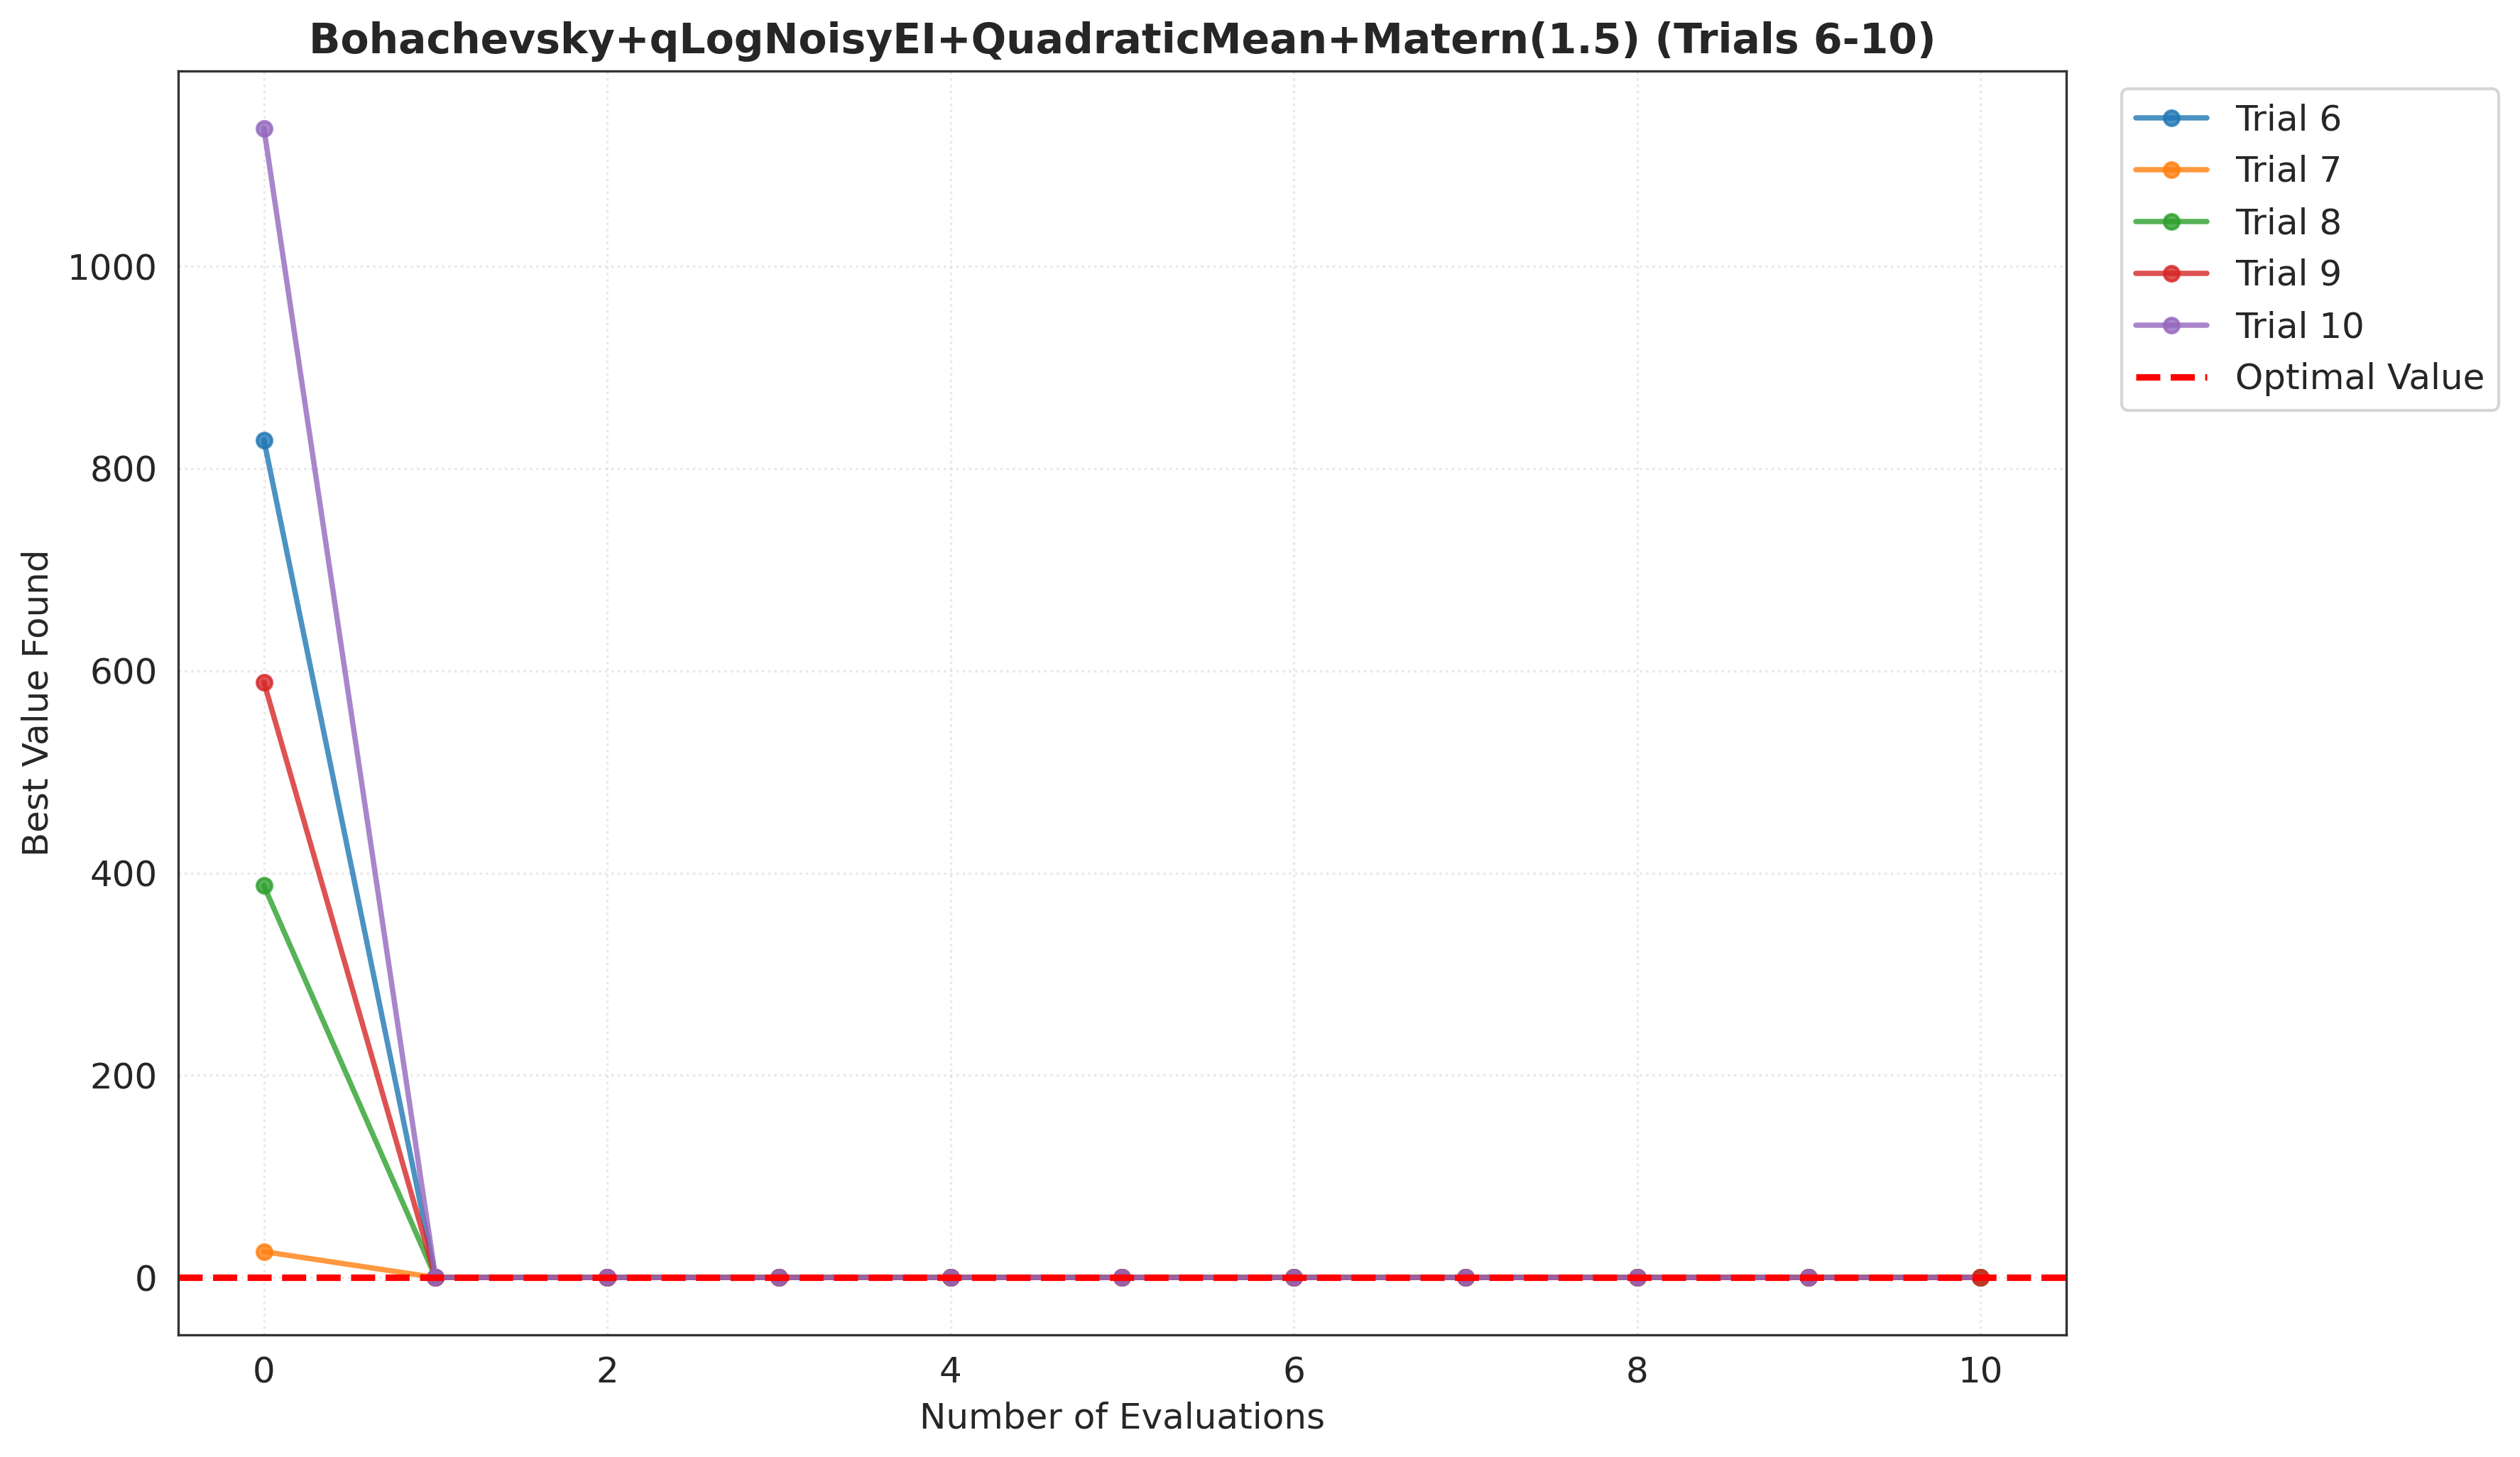 Bohachevsky+qLogNoisyEI+QuadraticMean+Matern(1.5) (Trials 6-10)
Trial 6
Trial 7
Trial 8
Trial 9
Trial 10
Optimal Value
Best Value Found
1000
800
600
400
200
0
0 2 4 6 8 10
Number of Evaluations